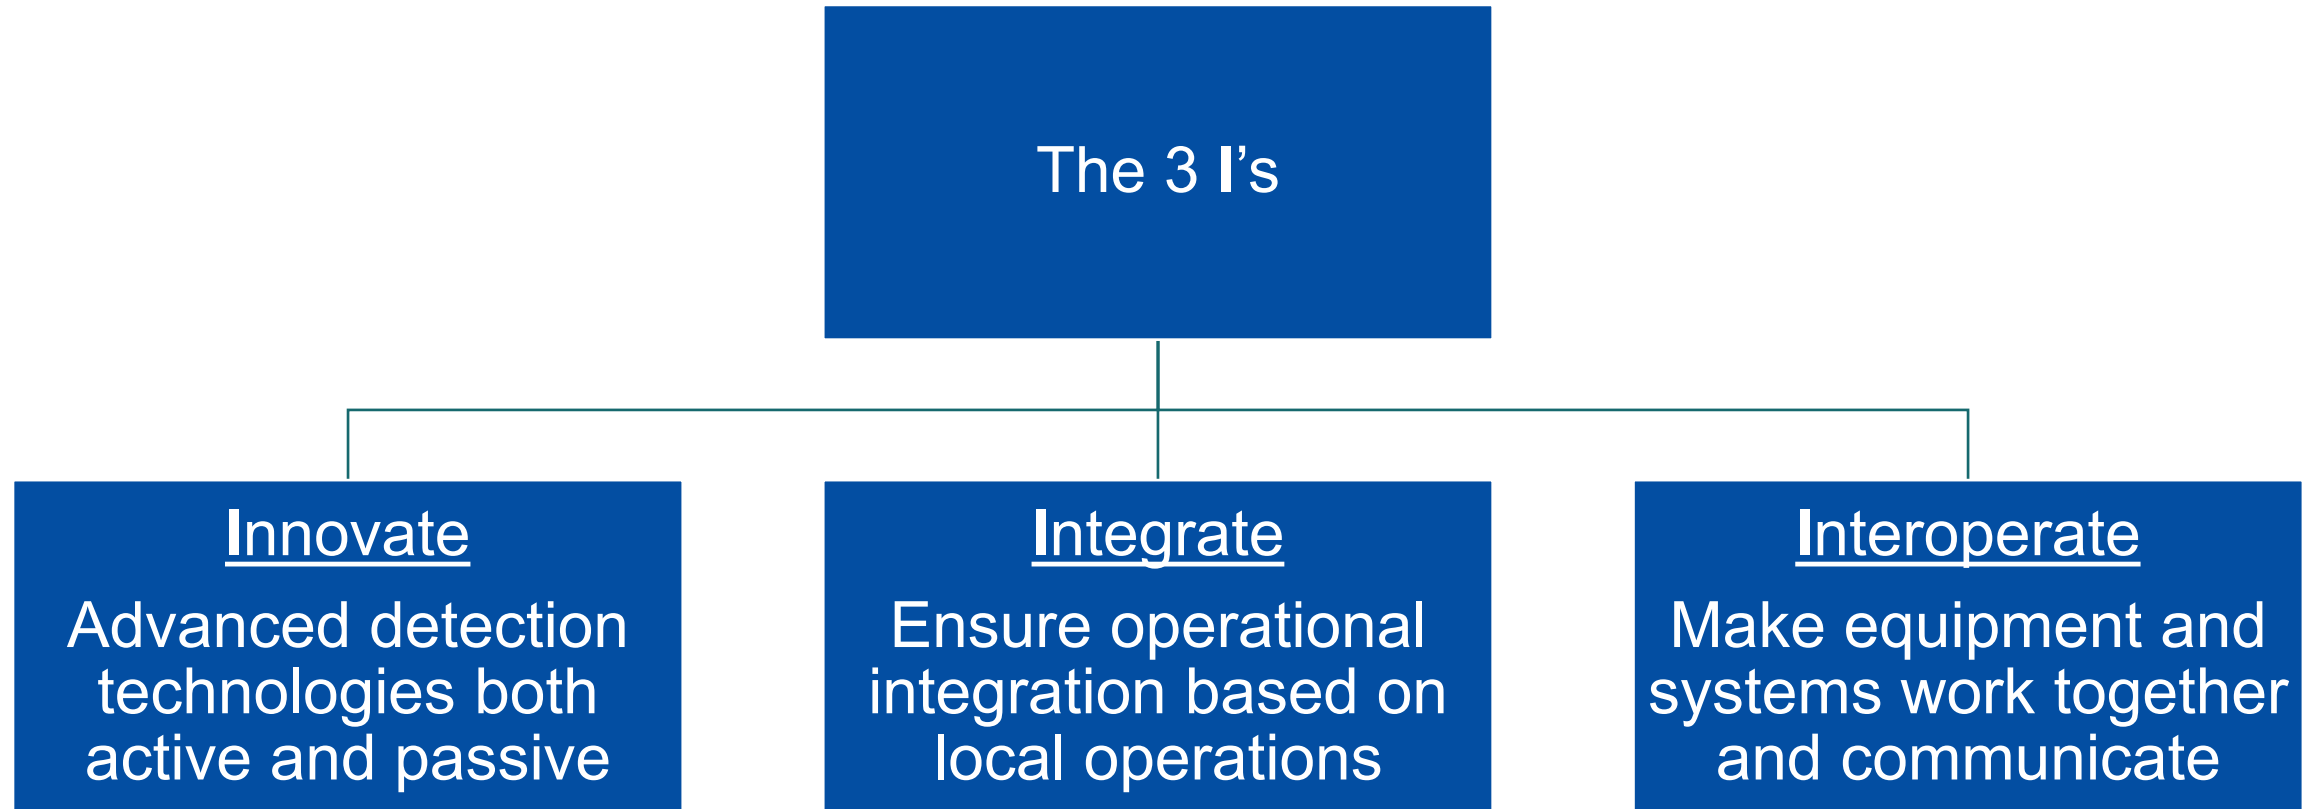 The 3 I’s
Innovate
Advanced detection
technologies both
active and passive
Integrate
Ensure operational
integration based on
local operations
Interoperate
Make equipment and
systems work together
and communicate